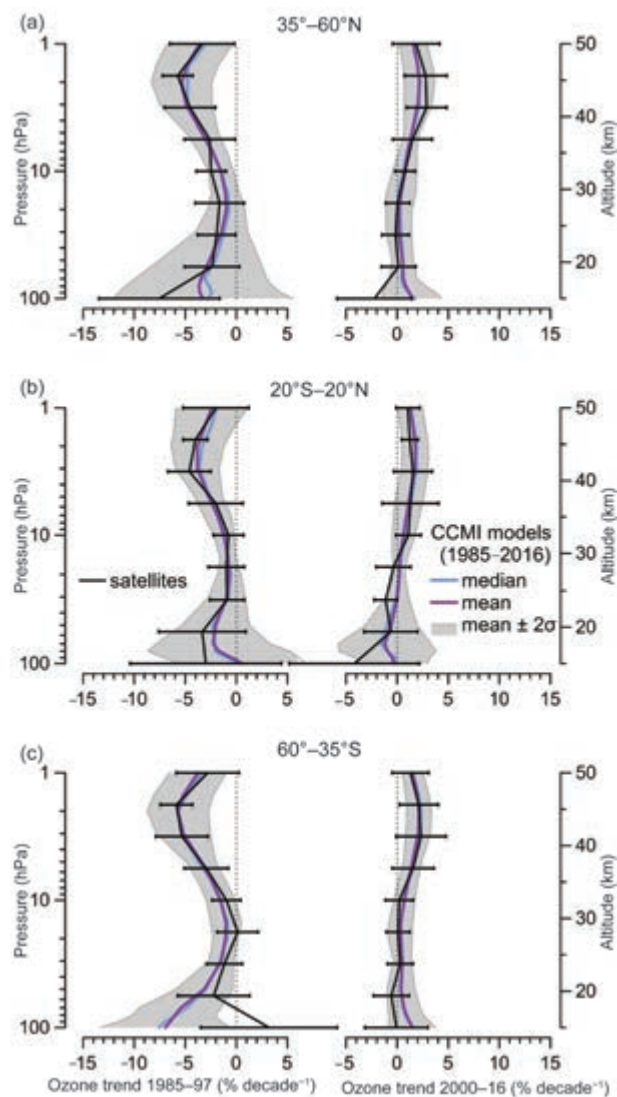 (a)
35°–60°N
1
10
100
Pressure (hPa)
50
40
30
20
Altitude (km)
−15 −10 −5 0 5
−5 0 5 10 15
(b)
20°S–20°N
1
10
100
Pressure (hPa)
satellites
CCMI models
(1985–2016)
median
mean
mean ± 2σ
50
40
30
20
Altitude (km)
−15 −10 −5 0 5
−5 0 5 10 15
(c)
60°–35°S
1
10
100
Pressure (hPa)
50
40
30
20
Altitude (km)
−15 −10 −5 0 5
−5 0 5 10 15
Ozone trend 1985–97 (% decade⁻¹)
Ozone trend 2000–16 (% decade⁻¹)